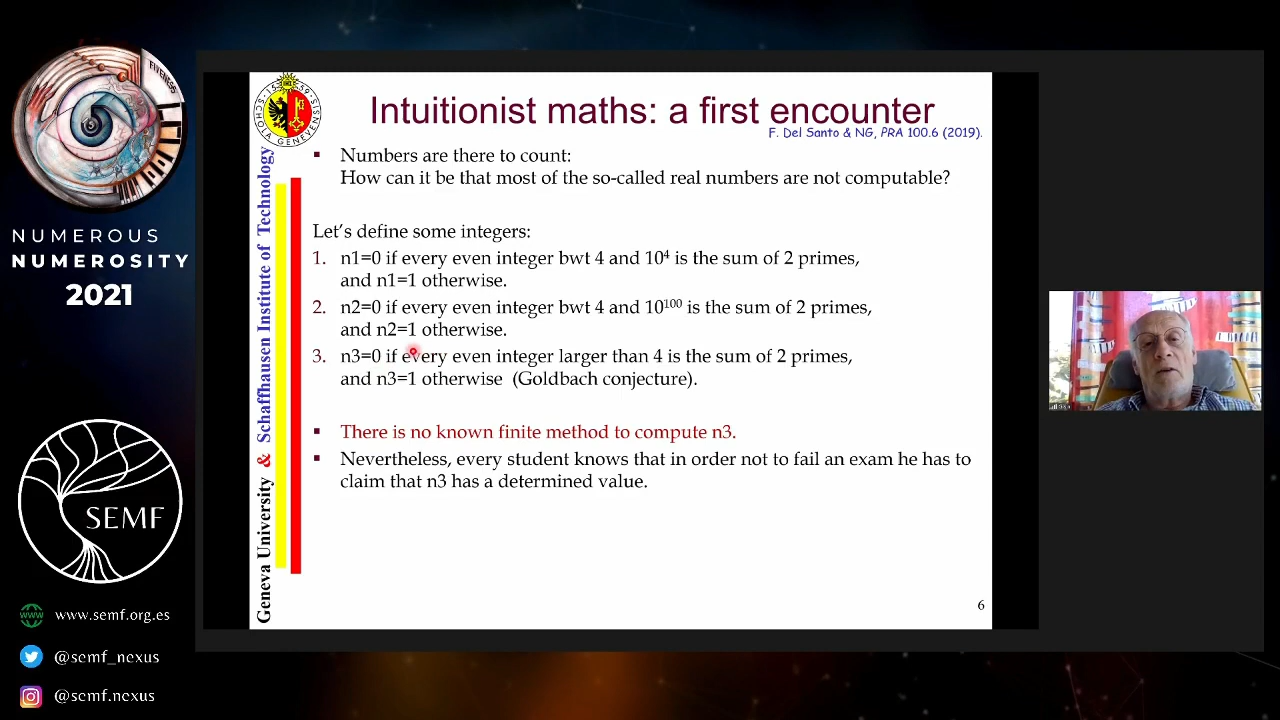 FIVENESS
NUMEROUS
NUMEROSITY
2021
SEMF
www
www.semf.org.es
@semf_nexus
@semf.nexus
SCHOLA GENEVENSIS
1559
Geneva University & Schaffhausen Institute of Technology
Intuitionist maths: a first encounter
F. Del Santo & NG, PRA 100.6 (2019).
▪ Numbers are there to count:
How can it be that most of the so-called real numbers are not computable?
Let's define some integers:
1. n1=0 if every even integer bwt 4 and 10⁴ is the sum of 2 primes,
and n1=1 otherwise.
2. n2=0 if every even integer bwt 4 and 10¹⁰⁰ is the sum of 2 primes,
and n2=1 otherwise.
3. n3=0 if every even integer larger than 4 is the sum of 2 primes,
and n3=1 otherwise (Goldbach conjecture).
▪ There is no known finite method to compute n3.
▪ Nevertheless, every student knows that in order not to fail an exam he has to
claim that n3 has a determined value.
6